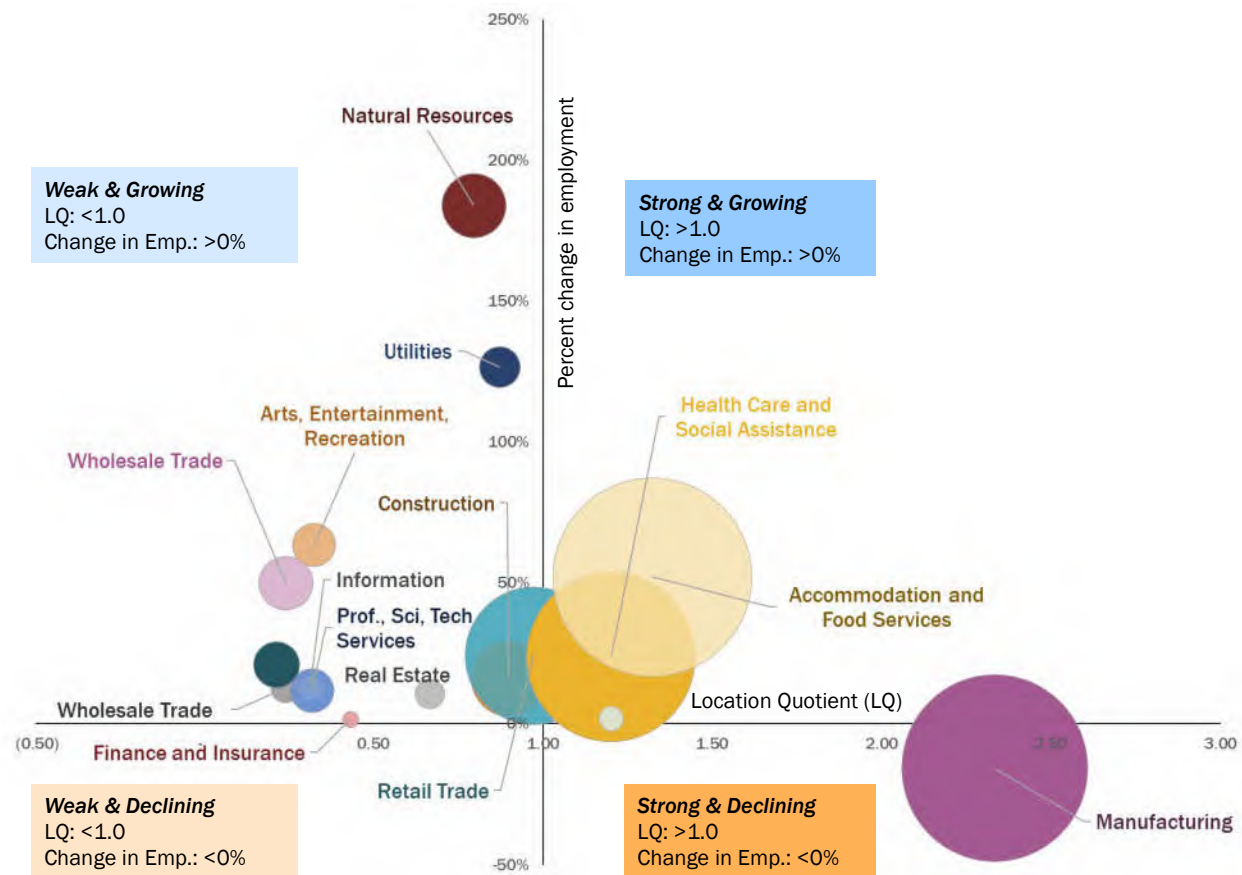 250%
Natural Resources
Percent change in employment
200%
Weak & Growing
LQ: <1.0
Change in Emp.: >0%
Strong & Growing
LQ: >1.0
Change in Emp.: >0%
150%
Utilities
Arts, Entertainment,
Recreation
Health Care and
Social Assistance
100%
Wholesale Trade
Construction
Information
50%
Accommodation and
Food Services
Prof., Sci, Tech
Services
Real Estate
Location Quotient (LQ)
Wholesale Trade
0%
(0.50)
0.50
1.00
1.50
2.00
2.50
3.00
Finance and Insurance
Retail Trade
Weak & Declining
LQ: <1.0
Change in Emp.: <0%
Strong & Declining
LQ: >1.0
Change in Emp.: <0%
Manufacturing
-50%